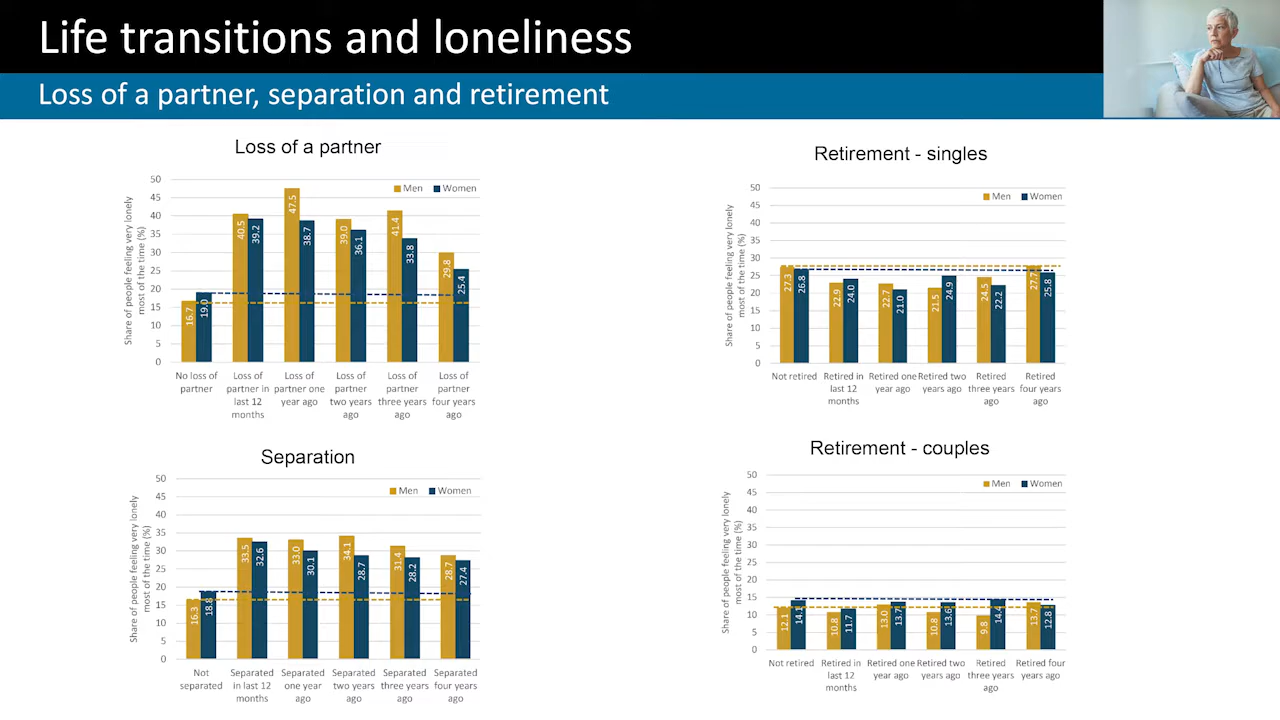 Life transitions and loneliness
Loss of a partner, separation and retirement
Loss of a partner
Share of people feeling very lonely
most of the time (%)
50
45
40
35
30
25
20
15
10
5
0
Men Women
16.7 19.0 40.5 39.2 47.5 38.7 39.0 36.1 41.4 33.8 29.8 25.4
No loss of
partner
Loss of
partner in
last 12
months
Loss of
partner one
year ago
Loss of
partner
two years
ago
Loss of
partner
three years
ago
Loss of
partner
four years
ago
Retirement - singles
Share of people feeling very lonely
most of the time (%)
50
45
40
35
30
25
20
15
10
5
0
Men Women
27.3 26.8 22.9 24.0 22.7 21.0 21.5 24.9 24.5 22.2 27.7 25.8
Not retired
Retired in
last 12
months
Retired one
year ago
Retired two
years ago
Retired
three years
ago
Retired
four years
ago
Separation
Share of people feeling very lonely
most of the time (%)
50
45
40
35
30
25
20
15
10
5
0
Men Women
16.3 18.8 33.5 32.6 33.0 30.1 34.1 28.7 31.4 28.2 28.7 27.4
Not
separated
Separated
in last 12
months
Separated
one year
ago
Separated
two years
ago
Separated
three years
ago
Separated
four years
ago
Retirement - couples
Share of people feeling very lonely
most of the time (%)
50
45
40
35
30
25
20
15
10
5
0
Men Women
12.1 14.1 10.8 11.7 13.0 13.7 10.8 13.6 9.8 14.4 13.7 12.8
Not retired
Retired in
last 12
months
Retired one
year ago
Retired two
years ago
Retired
three years
ago
Retired four
years ago